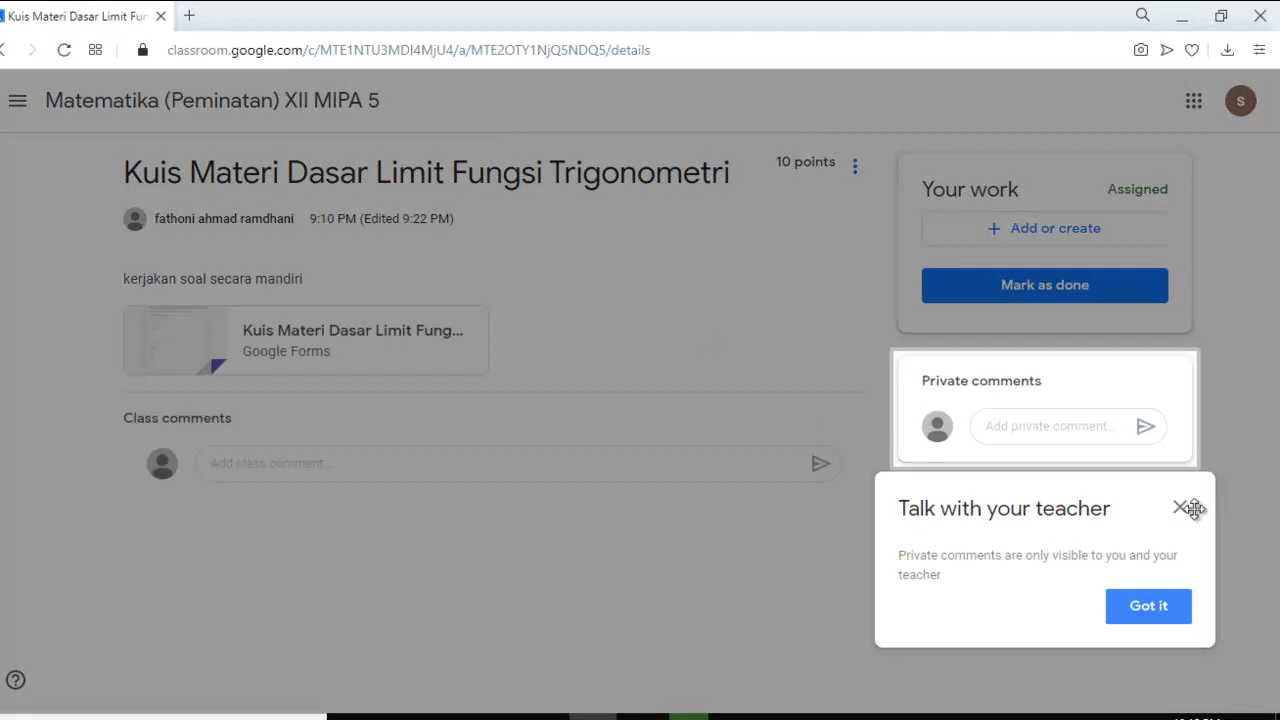 Kuis Materi Dasar Limit Fur
classroom.google.com/c/MTE1NTU3MDI4MjU4/a/MTE2OTY1NjQ5NDQ5/details
Matematika (Peminatan) XII MIPA 5
S
Kuis Materi Dasar Limit Fungsi Trigonometri
10 points
fathoni ahmad ramdhani 9:10 PM (Edited 9:22 PM)
kerjakan soal secara mandiri
Kuis Materi Dasar Limit Fung...
Google Forms
Class comments
Add class comment...
Your work
Assigned
+ Add or create
Mark as done
Private comments
Add private comment...
Talk with your teacher
Private comments are only visible to you and your
teacher
Got it